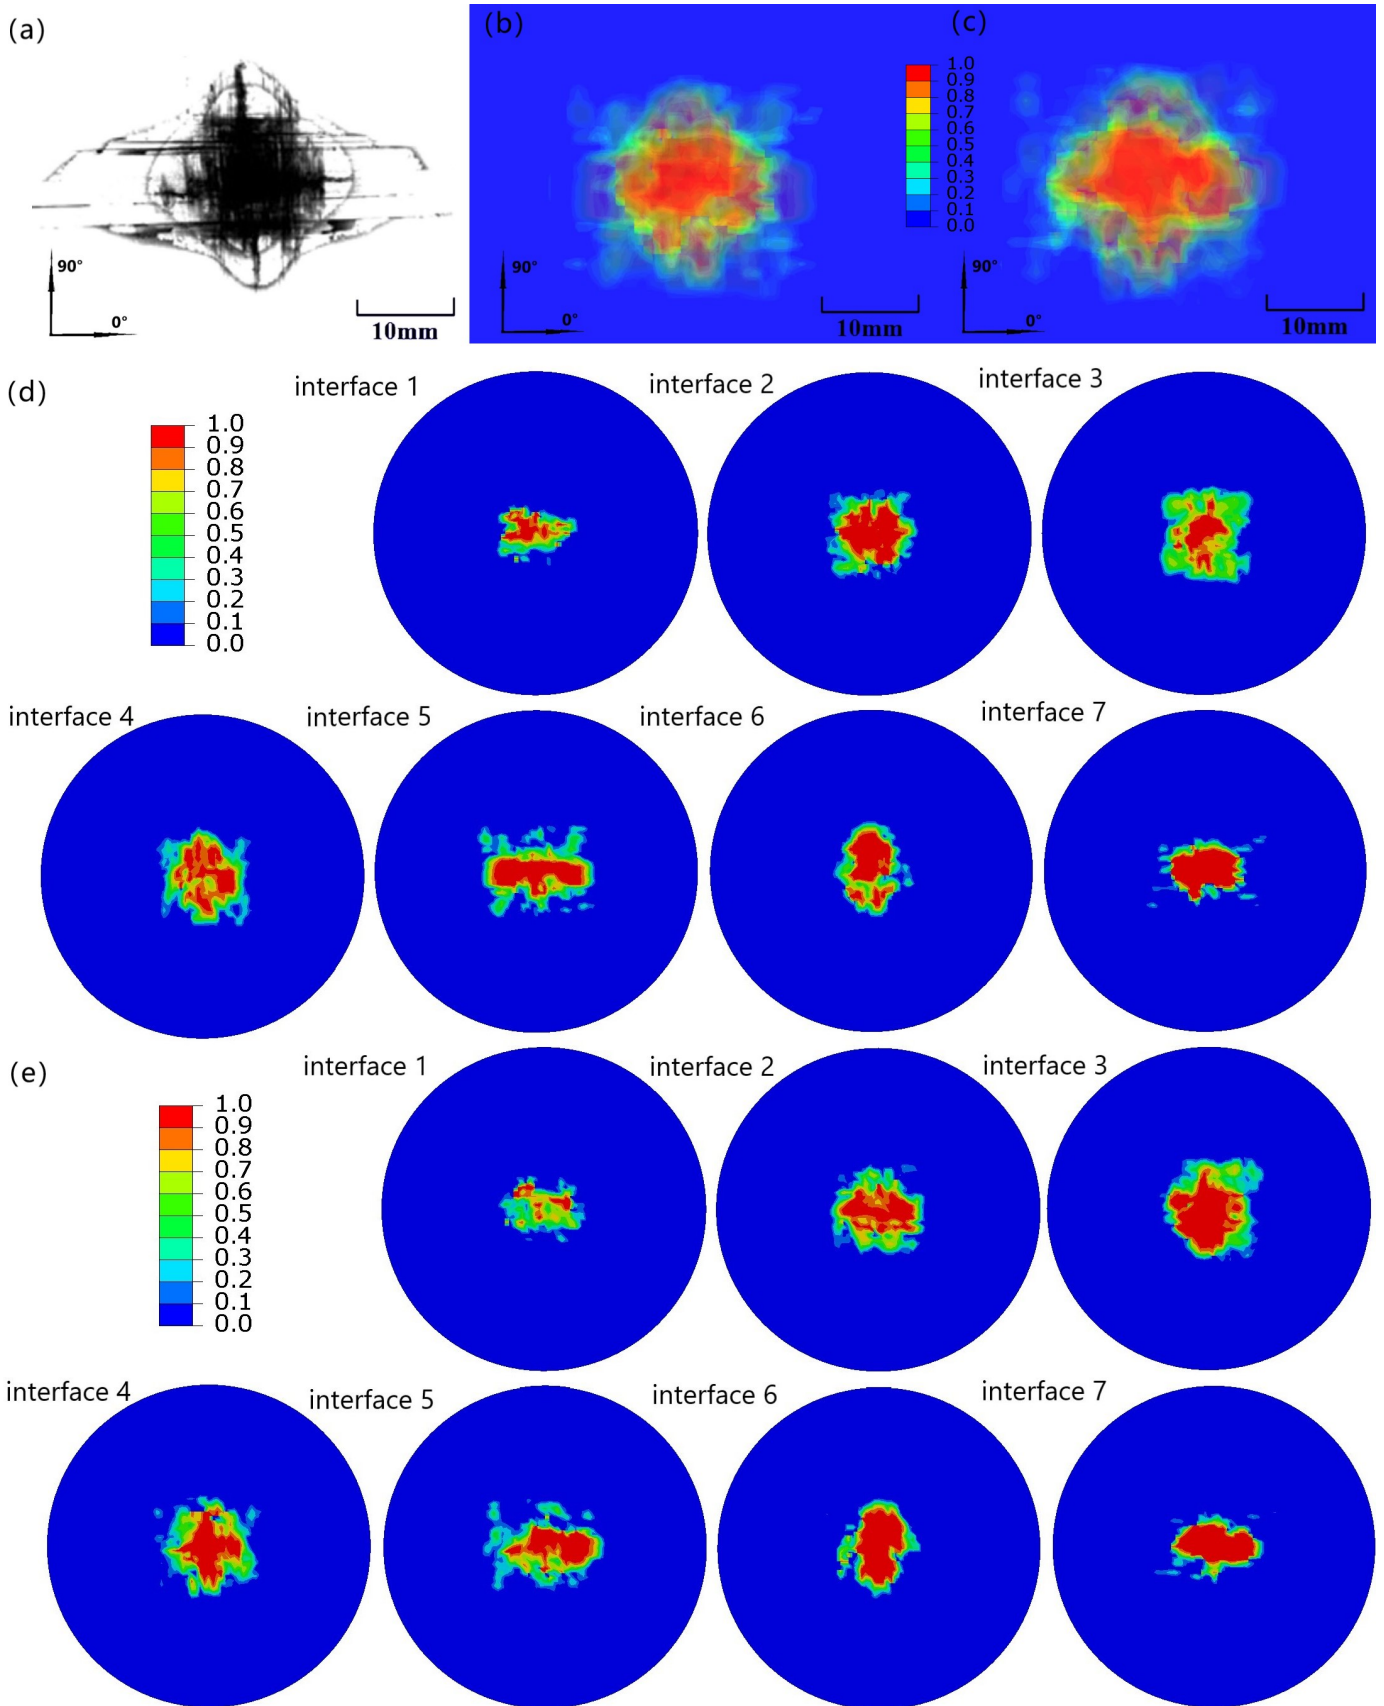 (a)
90°
0°
10mm
(b)
(c)
1.0
0.9
0.8
0.7
0.6
0.5
0.4
0.3
0.2
0.1
0.0
90°
0°
10mm
90°
0°
10mm
(d)
interface 1
interface 2
interface 3
1.0
0.9
0.8
0.7
0.6
0.5
0.4
0.3
0.2
0.1
0.0
interface 4
interface 5
interface 6
interface 7
(e)
interface 1
interface 2
interface 3
1.0
0.9
0.8
0.7
0.6
0.5
0.4
0.3
0.2
0.1
0.0
interface 4
interface 5
interface 6
interface 7